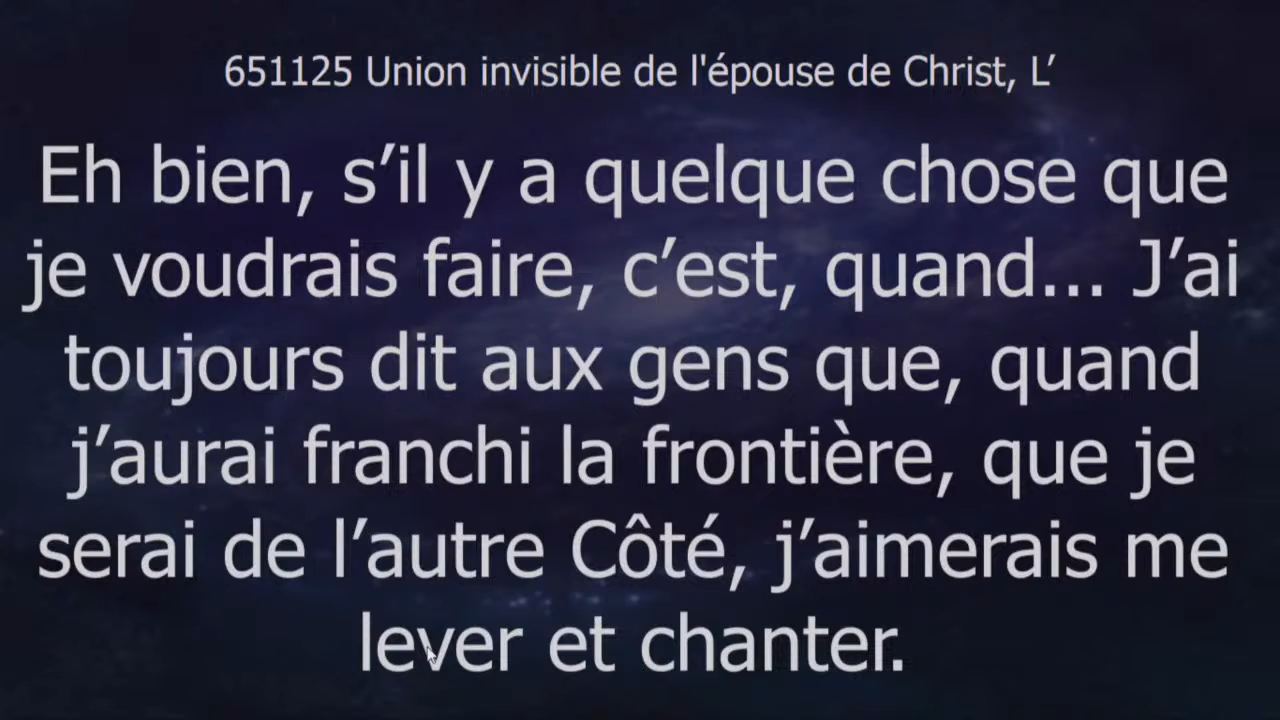 651125 Union invisible de l'épouse de Christ, L’
Eh bien, s’il y a quelque chose que
je voudrais faire, c’est, quand... J’ai
toujours dit aux gens que, quand
j’aurai franchi la frontière, que je
serai de l’autre Côté, j’aimerais me
lever et chanter.